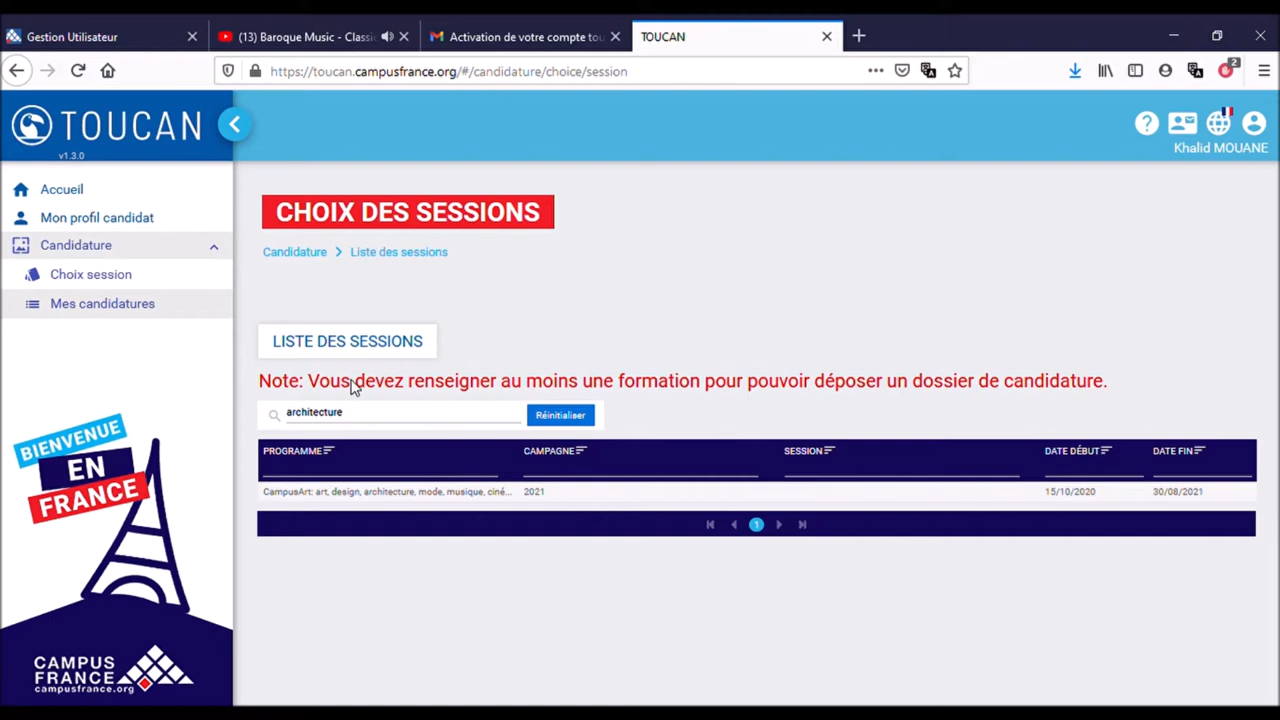 Gestion Utilisateur
(13) Baroque Music - Classi
Activation de votre compte tou
TOUCAN
https://toucan.campusfrance.org/#/candidature/choice/session
2
TOUCAN
v1.3.0
Khalid MOUANE
Accueil
Mon profil candidat
Candidature
Choix session
Mes candidatures
CHOIX DES SESSIONS
Candidature > Liste des sessions
LISTE DES SESSIONS
Note: Vous devez renseigner au moins une formation pour pouvoir déposer un dossier de candidature.
architecture
Réinitialiser
PROGRAMME CAMPAGNE SESSION DATE DÉBUT DATE FIN
CampusArt: art, design, architecture, mode, musique, ciné... 2021 15/10/2020 30/08/2021
1
BIENVENUE
EN
FRANCE
CAMPUS
FRANCE
campusfrance.org